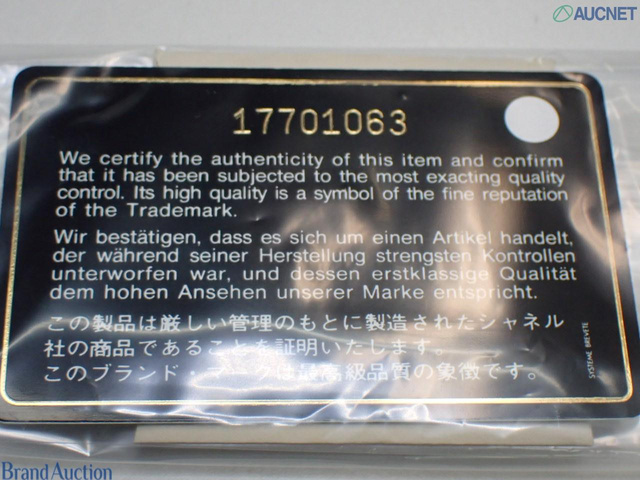 AUCNET
17701063
We certify the authenticity of this item and confirm
that it has been subjected to the most exacting quality
control. Its high quality is a symbol of the fine reputation
of the Trademark.
Wir bestätigen, dass es sich um einen Artikel handelt,
der während seiner Herstellung strengsten Kontrollen
unterworfen war, und dessen erstklassige Qualität
dem hohen Ansehen unserer Marke entspricht.
この製品は厳しい管理のもとに製造されたシャネル
社の商品であることを証明いたします。
このブランド・マークは最高級品質の象徴です。
SYSTEME BREVETE
Brand Auction